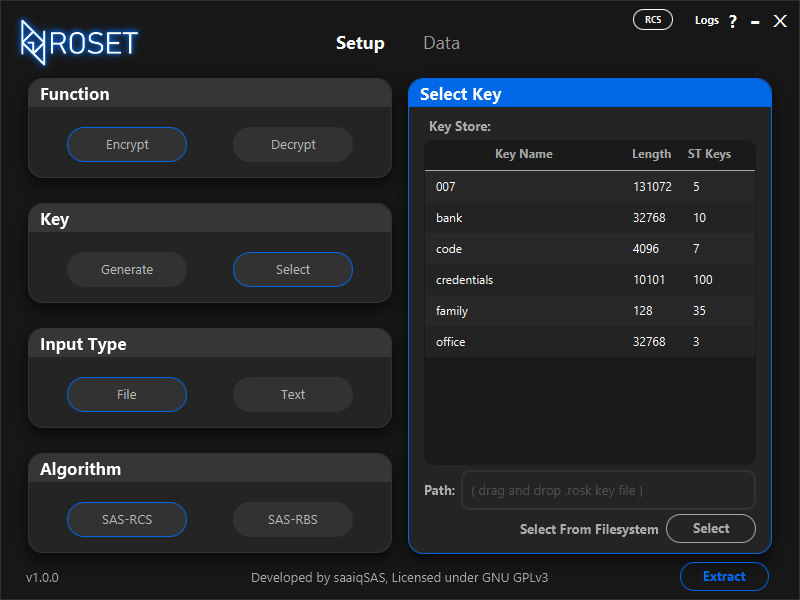 ROSET
Setup
Data
RCS
Logs
?
Function
Encrypt
Decrypt
Key
Generate
Select
Input Type
File
Text
Algorithm
SAS-RCS
SAS-RBS
Select Key
Key Store:
Key Name Length ST Keys
007 131072 5
bank 32768 10
code 4096 7
credentials 10101 100
family 128 35
office 32768 3
Path: ( drag and drop .rosk key file )
Select From Filesystem Select
v1.0.0
Developed by saaiqSAS, Licensed under GNU GPLv3
Extract